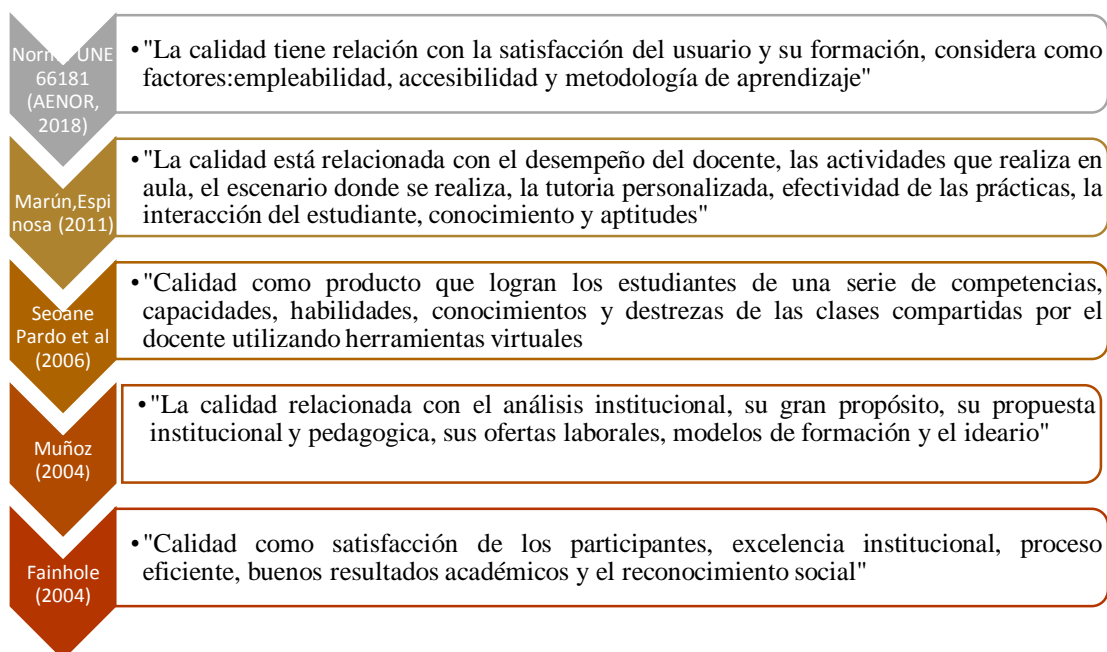 Norma UNE
66181
(AENOR,
2018)
•"La calidad tiene relación con la satisfacción del usuario y su formación, considera como
factores:empleabilidad, accesibilidad y metodología de aprendizaje"
Marún,Espi
nosa (2011)
•"La calidad está relacionada con el desempeño del docente, las actividades que realiza en
aula, el escenario donde se realiza, la tutoria personalizada, efectividad de las prácticas, la
interacción del estudiante, conocimiento y aptitudes"
Seoane
Pardo et al
(2006)
•"Calidad como producto que logran los estudiantes de una serie de competencias,
capacidades, habilidades, conocimientos y destrezas de las clases compartidas por el
docente utilizando herramientas virtuales
Muñoz
(2004)
•"La calidad relacionada con el análisis institucional, su gran propósito, su propuesta
institucional y pedagogica, sus ofertas laborales, modelos de formación y el ideario"
Fainhole
(2004)
•"Calidad como satisfacción de los participantes, excelencia institucional, proceso
eficiente, buenos resultados académicos y el reconocimiento social"